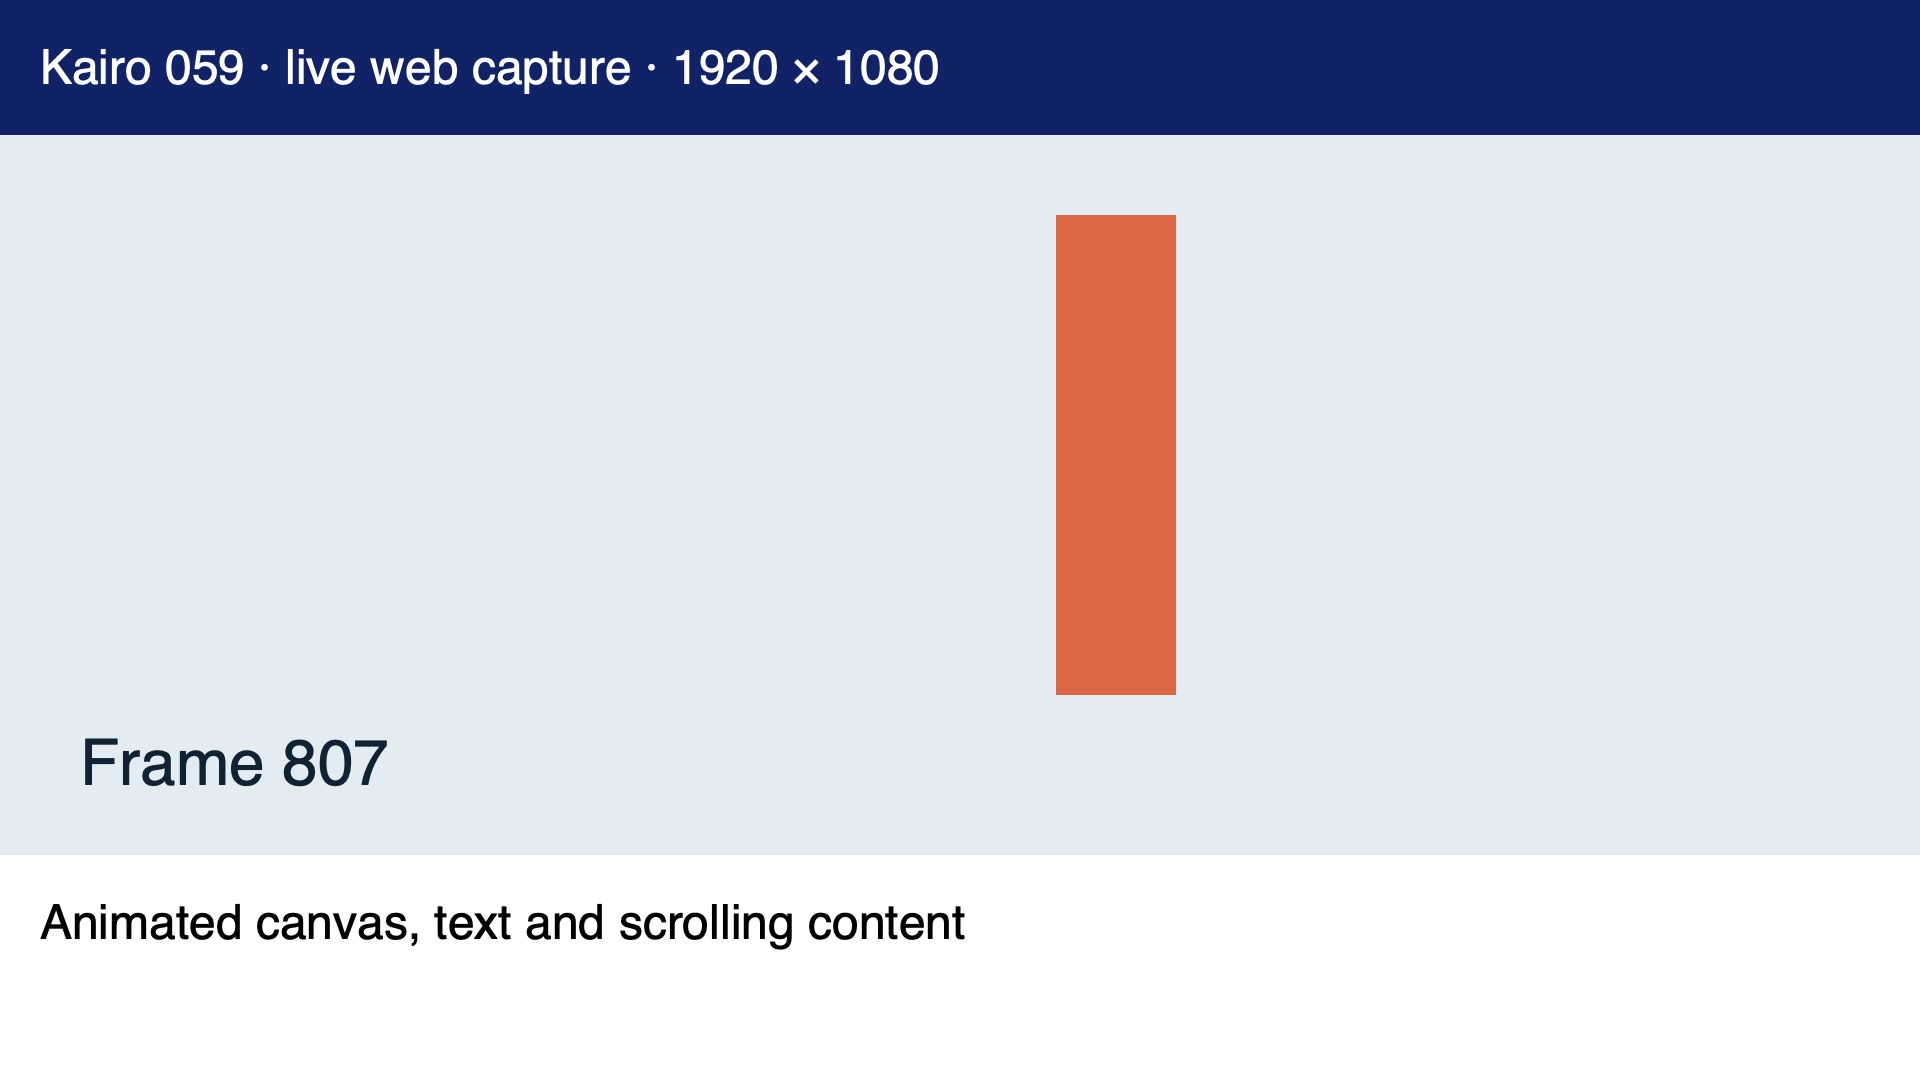 Kairo 059 · live web capture · 1920 × 1080
Frame 807
Animated canvas, text and scrolling content